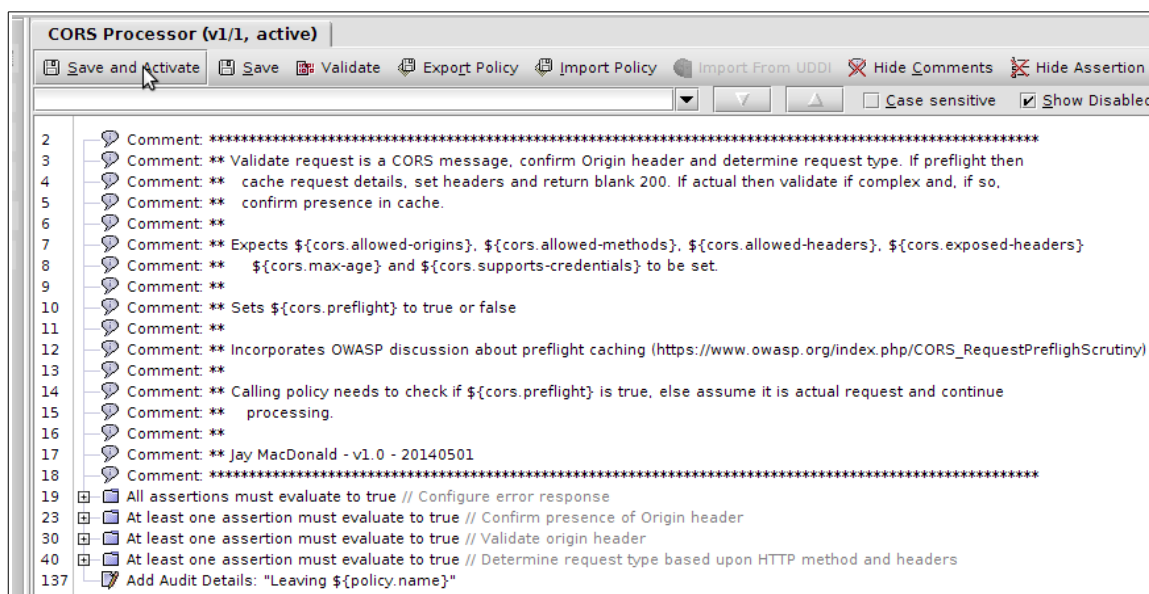 CORS Processor (v1/1, active)
Save and Activate Save Validate Export Policy Import Policy Import From UDDI Hide Comments Hide Assertion
Case sensitive Show Disabled
2 Comment: **********************************************************************************************************
3 Comment: ** Validate request is a CORS message, confirm Origin header and determine request type. If preflight then
4 Comment: ** cache request details, set headers and return blank 200. If actual then validate if complex and, if so,
5 Comment: ** confirm presence in cache.
6 Comment: **
7 Comment: ** Expects ${cors.allowed-origins}, ${cors.allowed-methods}, ${cors.allowed-headers}, ${cors.exposed-headers}
8 Comment: ** ${cors.max-age} and ${cors.supports-credentials} to be set.
9 Comment: **
10 Comment: ** Sets ${cors.preflight} to true or false
11 Comment: **
12 Comment: ** Incorporates OWASP discussion about preflight caching (https://www.owasp.org/index.php/CORS_RequestPreflighScrutiny)
13 Comment: **
14 Comment: ** Calling policy needs to check if ${cors.preflight} is true, else assume it is actual request and continue
15 Comment: ** processing.
16 Comment: **
17 Comment: ** Jay MacDonald - v1.0 - 20140501
18 Comment: **********************************************************************************************************
19 All assertions must evaluate to true // Configure error response
23 At least one assertion must evaluate to true // Confirm presence of Origin header
30 At least one assertion must evaluate to true // Validate origin header
40 At least one assertion must evaluate to true // Determine request type based upon HTTP method and headers
137 Add Audit Details: "Leaving ${policy.name}"